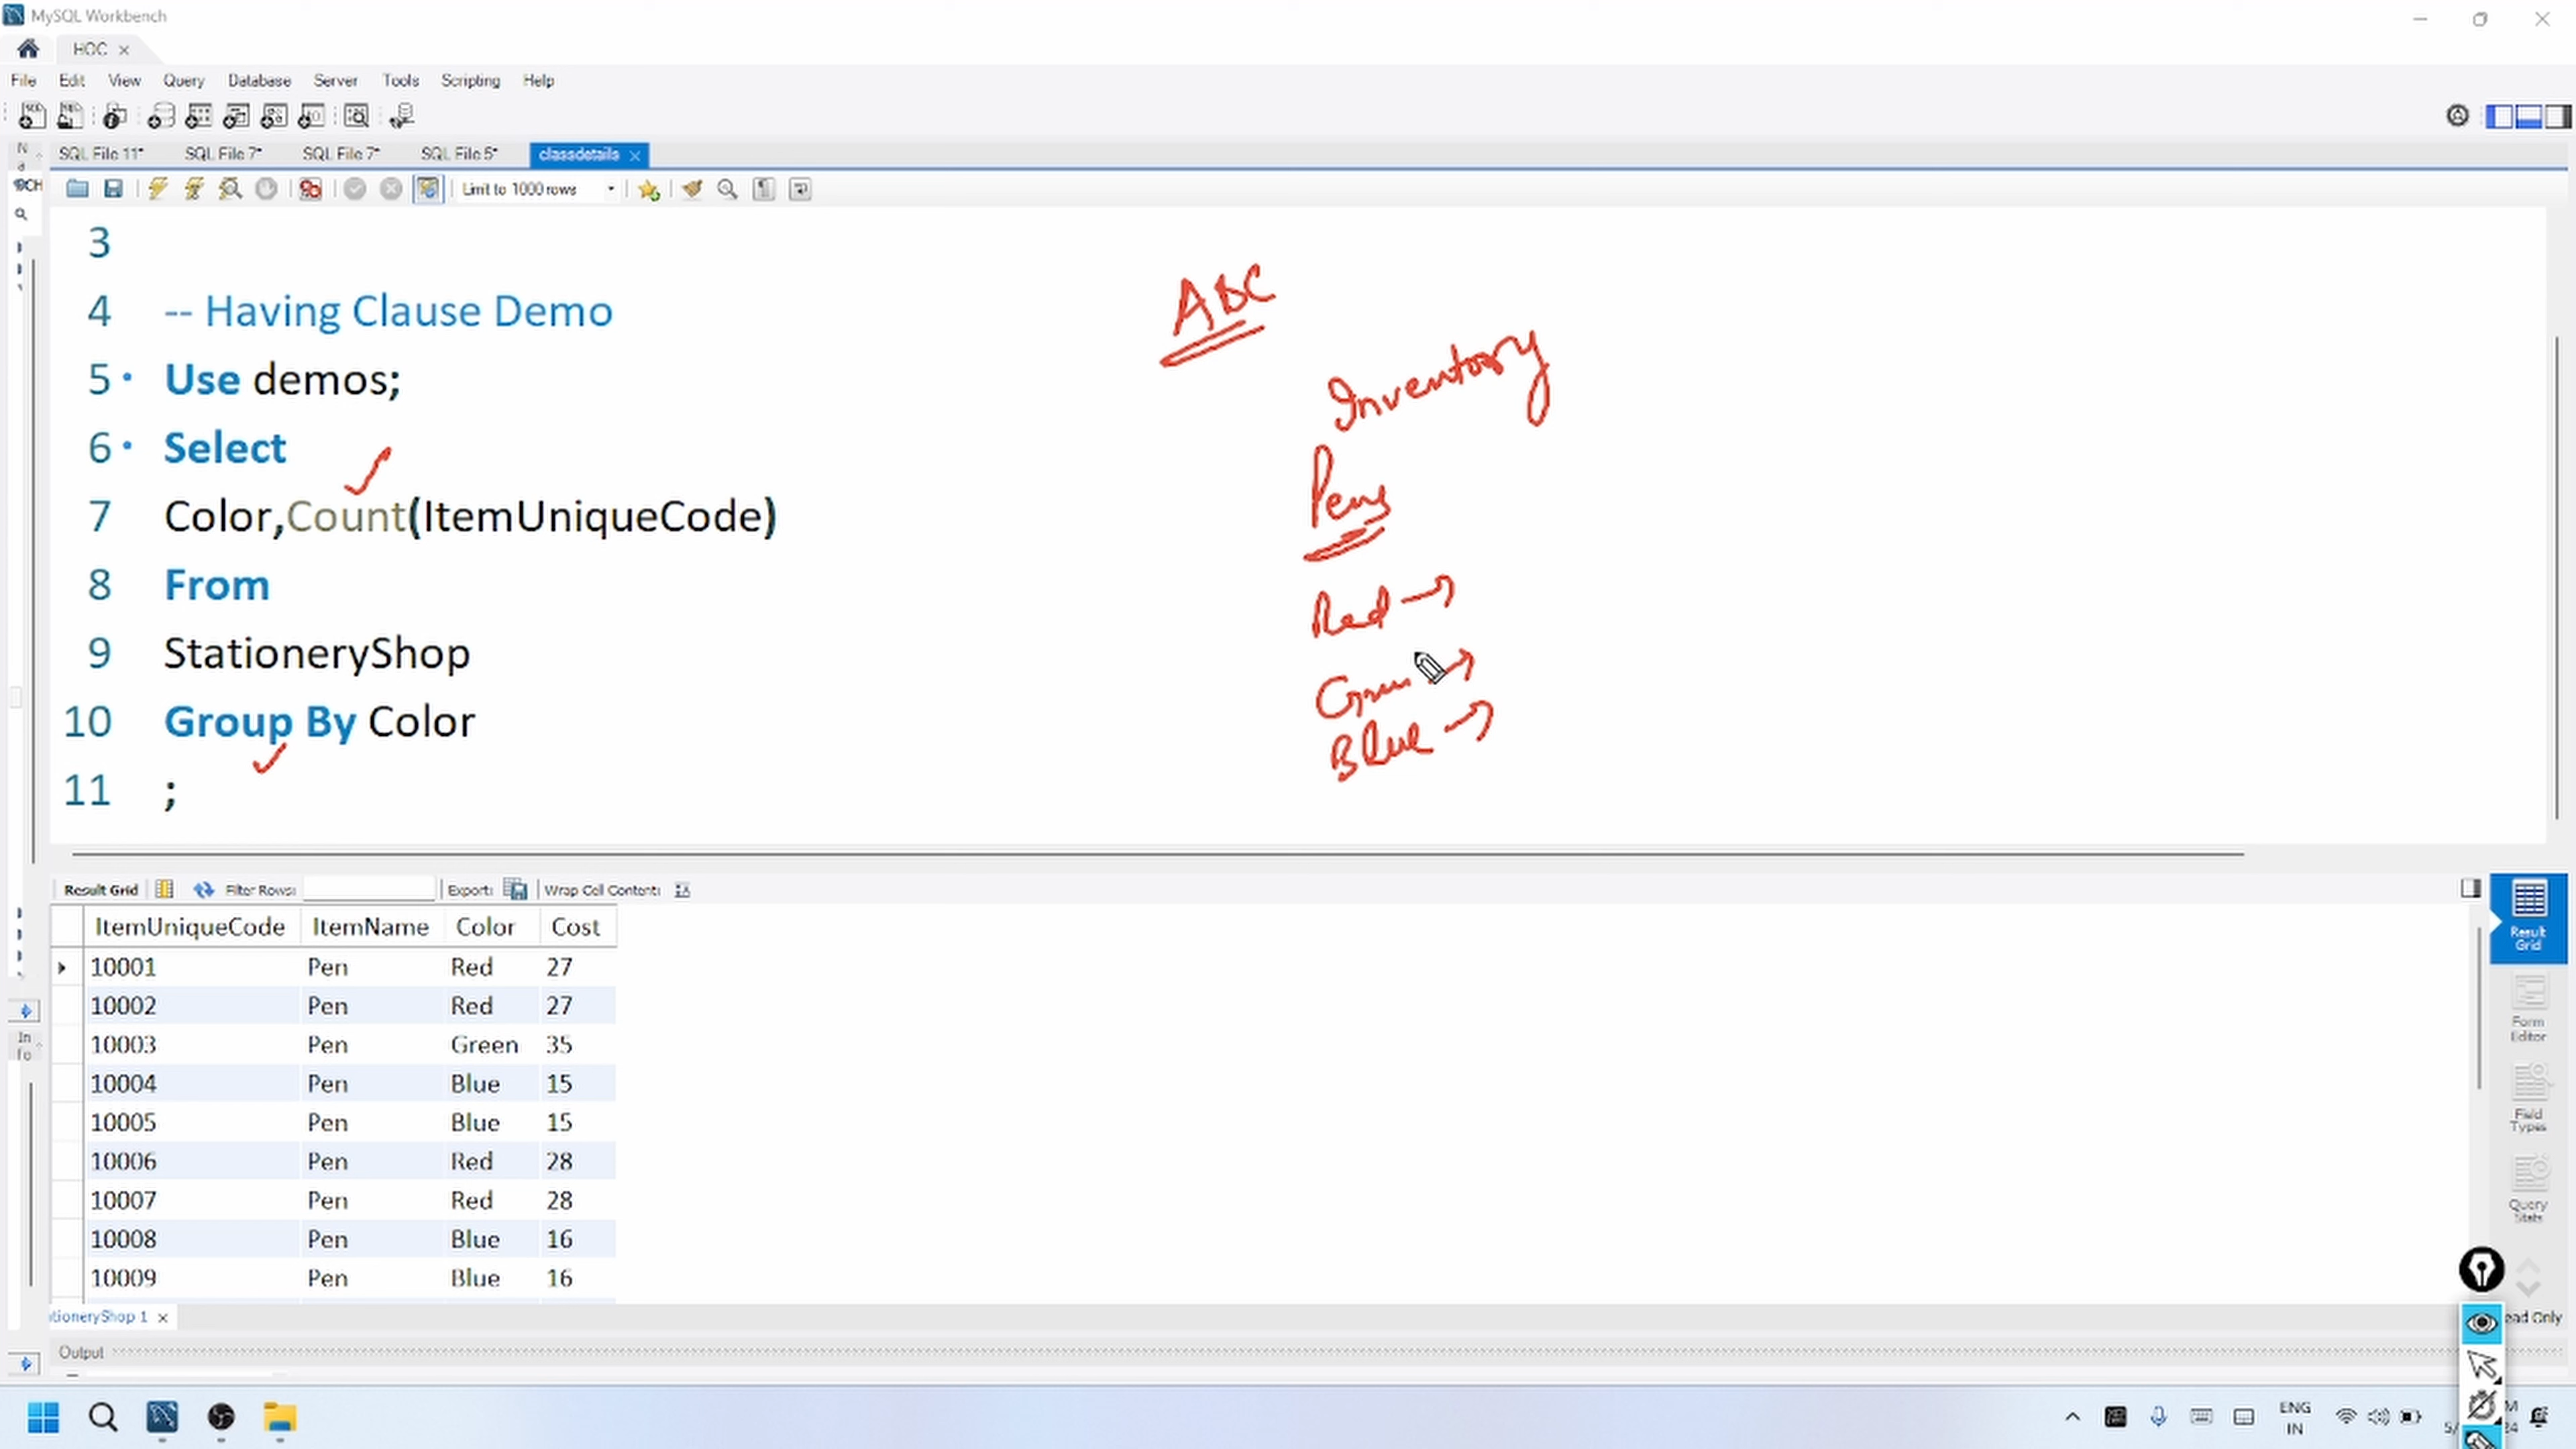 MySQL Workbench
HOC
File Edit View Query Database Server Tools Scripting Help
SQL File 11* SQL File 7* SQL File 7* SQL File 5* classdetails
Limit to 1000 rows
3
4 -- Having Clause Demo
5 Use demos;
6 Select
7 Color,Count(ItemUniqueCode)
8 From
9 StationeryShop
10 Group By Color
11 ;
ABC
Inventory
Pens
Red
Green
Blue
Result Grid Filter Rows: Export: Wrap Cell Content:
ItemUniqueCode ItemName Color Cost
10001 Pen Red 27
10002 Pen Red 27
10003 Pen Green 35
10004 Pen Blue 15
10005 Pen Blue 15
10006 Pen Red 28
10007 Pen Red 28
10008 Pen Blue 16
10009 Pen Blue 16
Result
Grid
Form
Editor
Field
Types
Query
Stats
tioneryShop 1
ead Only
Output
ENG
IN